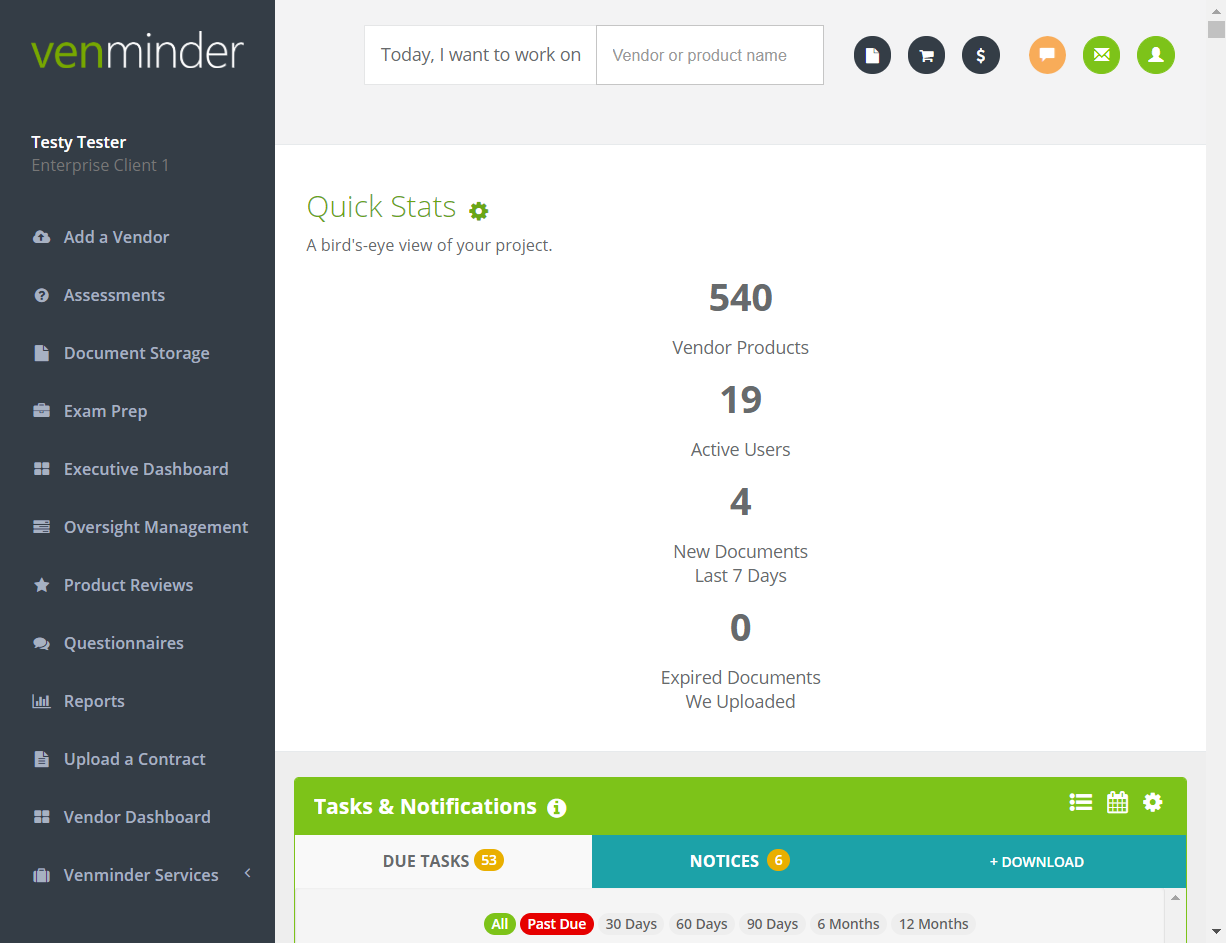 venminder
Today, I want to work on
Vendor or product name
$
Testy Tester
Enterprise Client 1
Add a Vendor
Assessments
Document Storage
Exam Prep
Executive Dashboard
Oversight Management
Product Reviews
Questionnaires
Reports
Upload a Contract
Vendor Dashboard
Venminder Services
Quick Stats
A bird's-eye view of your project.
540
Vendor Products
19
Active Users
4
New Documents
Last 7 Days
0
Expired Documents
We Uploaded
Tasks & Notifications
DUE TASKS 53
NOTICES 6
+ DOWNLOAD
All Past Due 30 Days 60 Days 90 Days 6 Months 12 Months